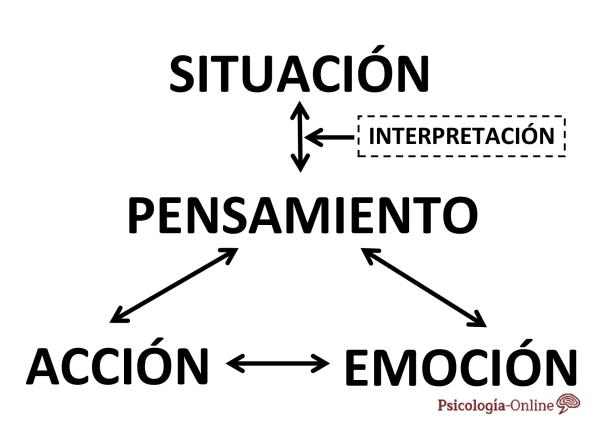 SITUACIÓN
INTERPRETACIÓN
PENSAMIENTO
ACCIÓN
EMOCIÓN
Psicología-Online